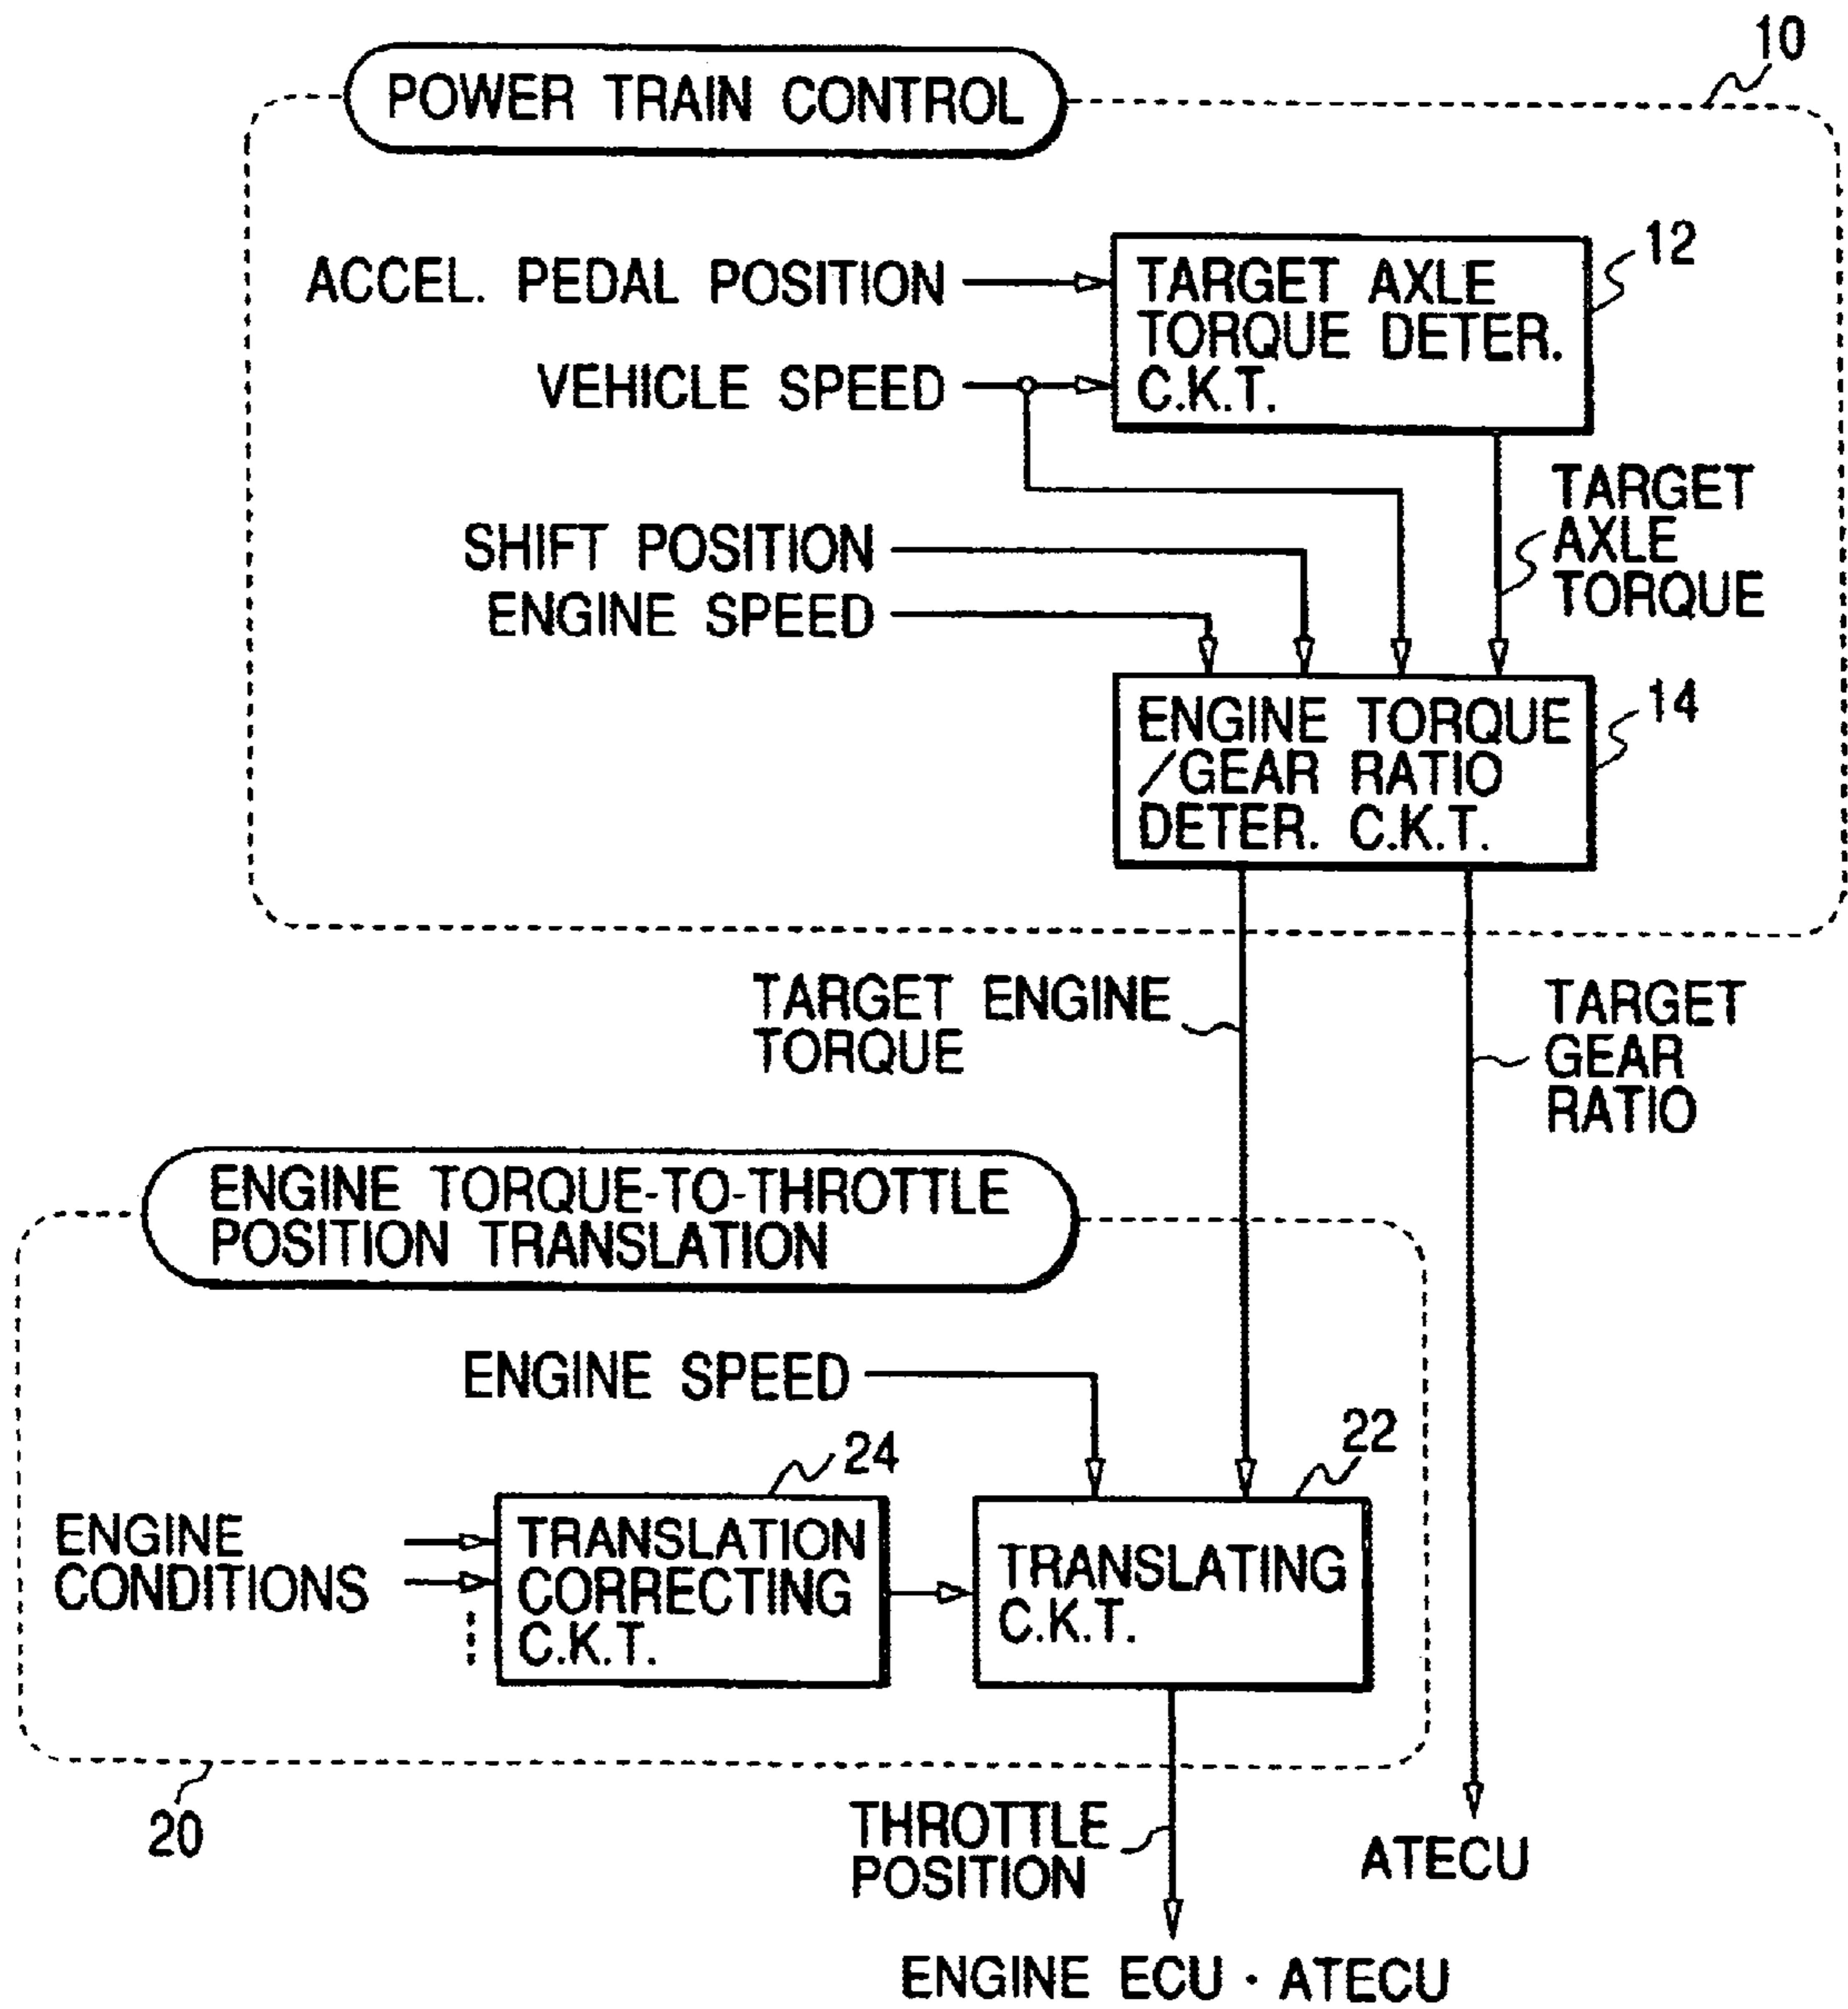 10
POWER TRAIN CONTROL
12
ACCEL. PEDAL POSITION
TARGET AXLE
TORQUE DETER.
C.K.T.
VEHICLE SPEED
TARGET
AXLE
TORQUE
SHIFT POSITION
ENGINE SPEED
14
ENGINE TORQUE
/GEAR RATIO
DETER. C.K.T.
TARGET ENGINE
TORQUE
TARGET
GEAR
RATIO
ENGINE TORQUE-TO-THROTTLE
POSITION TRANSLATION
ENGINE SPEED
24
22
ENGINE
CONDITIONS
TRANSLATION
CORRECTING
C.K.T.
TRANSLATING
C.K.T.
20
THROTTLE
POSITION
ATECU
ENGINE ECU · ATECU